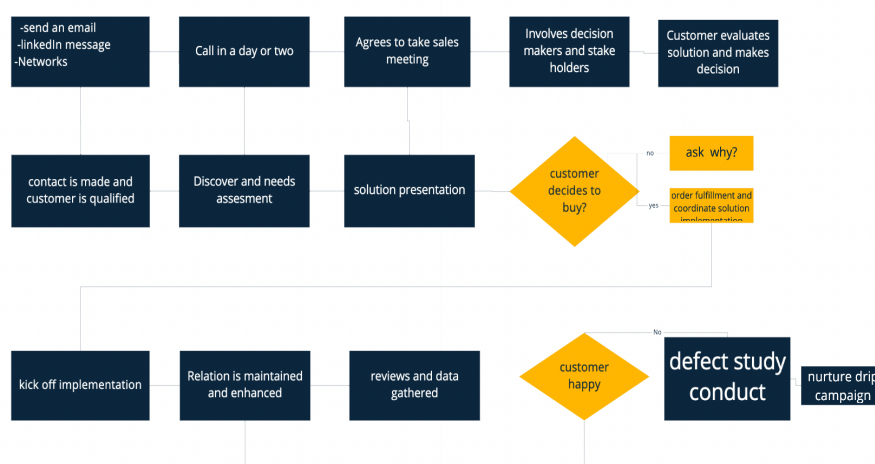 -send an email
-linkedIn message
-Networks
Call in a day or two
Agrees to take sales
meeting
Involves decision
makers and stake
holders
Customer evaluates
solution and makes
decision
contact is made and
customer is qualified
Discover and needs
assesment
solution presentation
customer
decides to
buy?
no
ask why?
yes
order fulfillment and
coordinate solution
implementation
kick off implementation
Relation is maintained
and enhanced
reviews and data
gathered
customer
happy
No
defect study
conduct
nurture drip
campaign